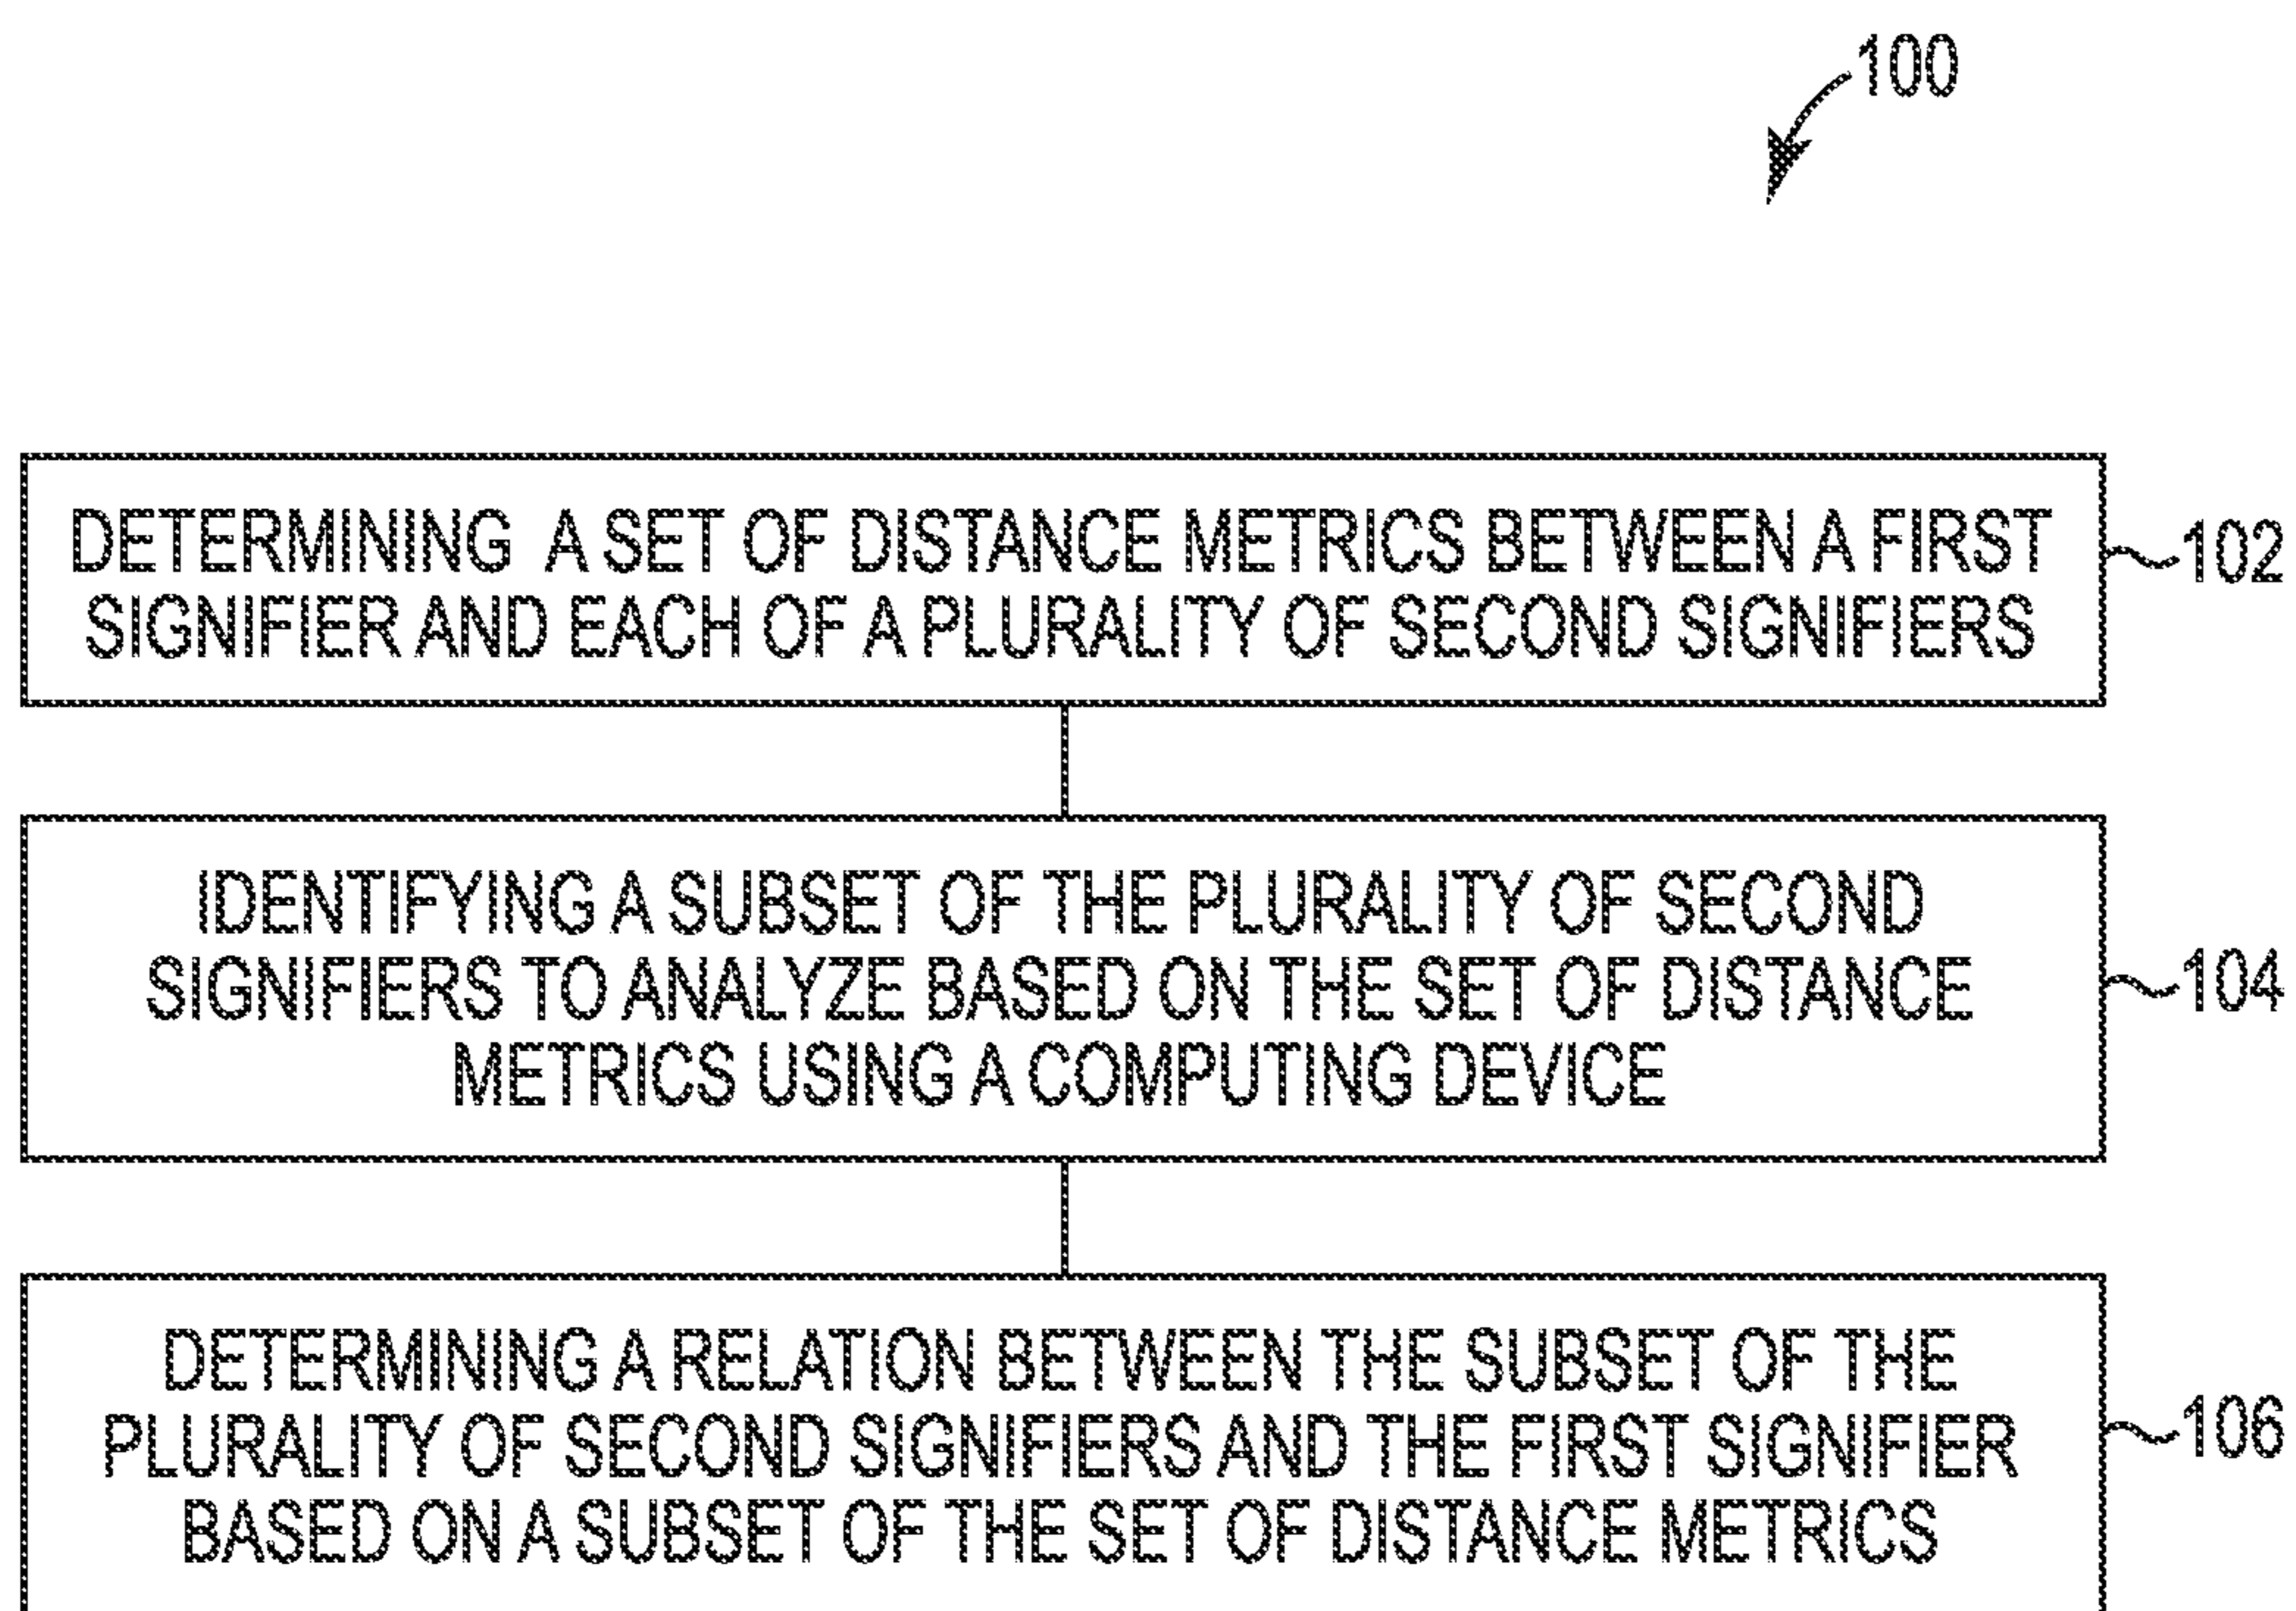 100
DETERMINING A SET OF DISTANCE METRICS BETWEEN A FIRST
SIGNIFIER AND EACH OF A PLURALITY OF SECOND SIGNIFIERS
102
IDENTIFYING A SUBSET OF THE PLURALITY OF SECOND
SIGNIFIERS TO ANALYZE BASED ON THE SET OF DISTANCE
METRICS USING A COMPUTING DEVICE
104
DETERMINING A RELATION BETWEEN THE SUBSET OF THE
PLURALITY OF SECOND SIGNIFIERS AND THE FIRST SIGNIFIER
BASED ON A SUBSET OF THE SET OF DISTANCE METRICS
106